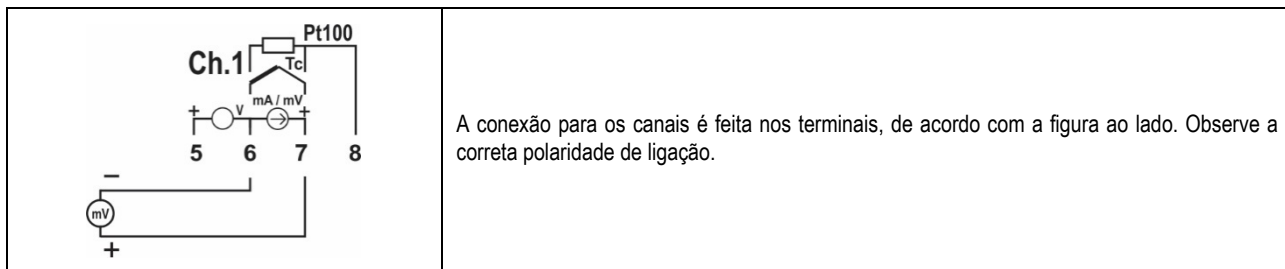 Pt100
Ch.1
Tc
mA / mV
+ V +
5 6 7 8
−
mV
+
A conexão para os canais é feita nos terminais, de acordo com a figura ao lado. Observe a
correta polaridade de ligação.